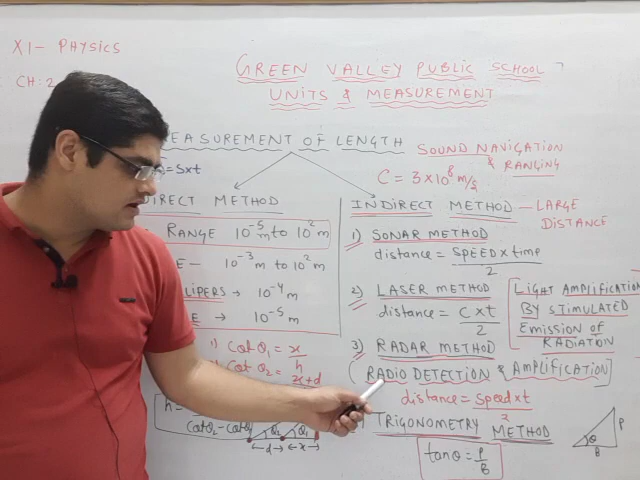 XI- PHYSICS
CH:2
GREEN VALLEY PUBLIC SCHOOL
UNITS & MEASUREMENT
EASUREMENT OF LENGTH
= S x t
SOUND NAVIGATION
& RANGING
C = 3 x 10⁸ m/s
IRECT METHOD
RANGE 10⁻⁵ m to 10² m
E — 10⁻³ m to 10² m
LIPERS → 10⁻⁴ m
E → 10⁻⁵ m
1) Cot θ₁ = x/h
Cot θ₂ = x+d/h
h =
Cot θ₂ - Cot θ₁
θ₂ θ₁
← d → ← x →
INDIRECT METHOD — LARGE
DISTANCE
1) SONAR METHOD
distance = SPEED x time / 2
2) LASER METHOD
distance = C x t / 2
LIGHT AMPLIFICATION
BY STIMULATED
EMISSION OF
RADIATION
3) RADAR METHOD
(RADIO DETECTION & AMPLIFICATION)
distance = Speed x t / 2
TRIGONOMETRY METHOD
tan θ = P/B
θ
P
B